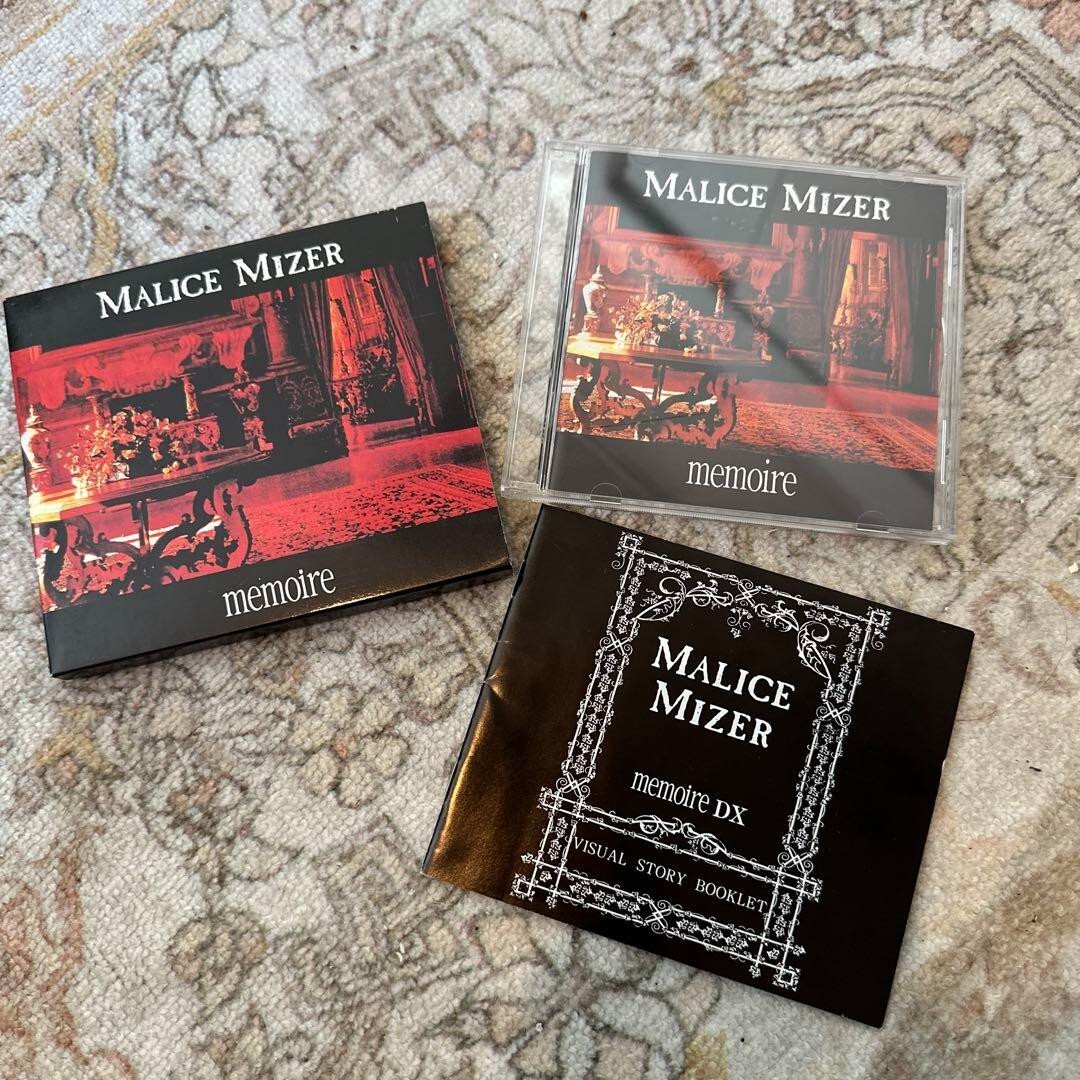 MALICE MIZER
memoire
MALICE MIZER
memoire
MALICE
MIZER
memoire DX
VISUAL STORY BOOKLET